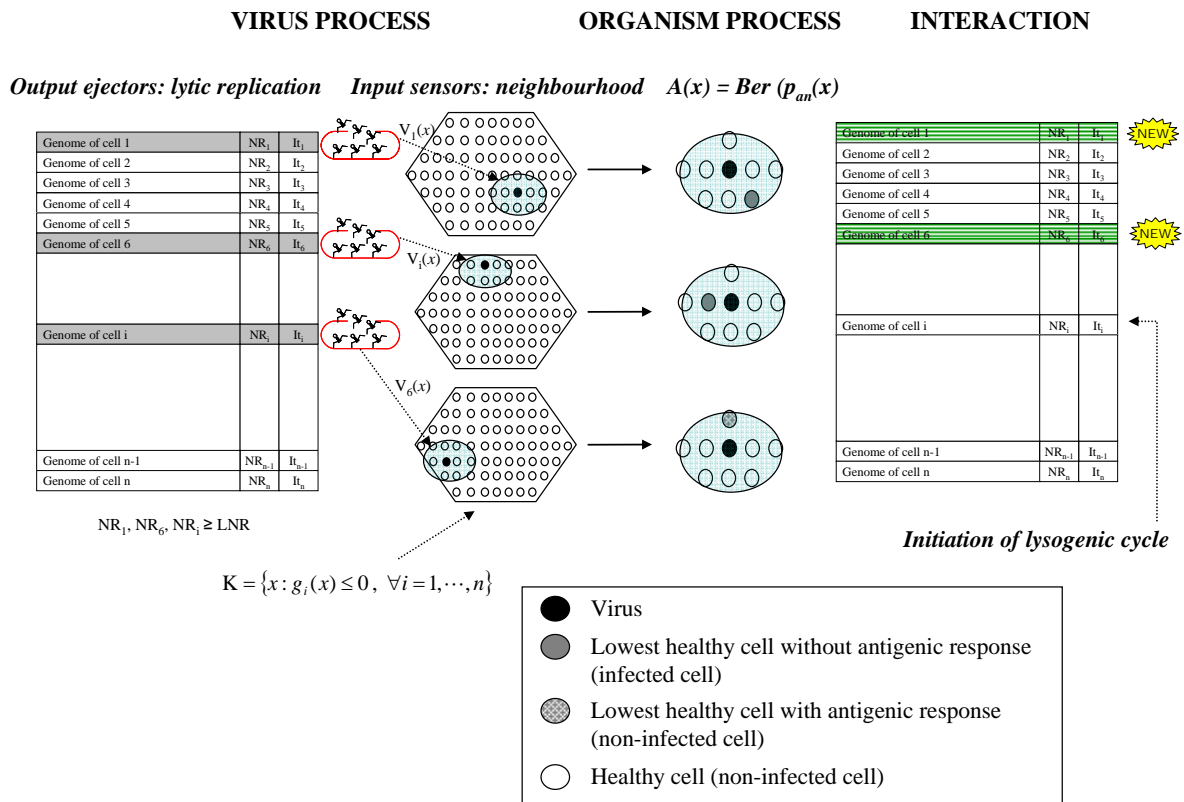 VIRUS PROCESS ORGANISM PROCESS INTERACTION
Output ejectors: lytic replication Input sensors: neighbourhood A(x) = Ber (p_an(x)
Genome of cell 1 NR₁ It₁
Genome of cell 2 NR₂ It₂
Genome of cell 3 NR₃ It₃
Genome of cell 4 NR₄ It₄
Genome of cell 5 NR₅ It₅
Genome of cell 6 NR₆ It₆
Genome of cell i NRᵢ Itᵢ
Genome of cell n-1 NRₙ₋₁ Itₙ₋₁
Genome of cell n NRₙ Itₙ
NR₁, NR₆, NRᵢ ≥ LNR
V₁(x)
Vᵢ(x)
V₆(x)
K = {x : gᵢ(x) ≤ 0 , ∀i = 1,⋯,n}
Genome of cell 1 NR₁ It₁ NEW
Genome of cell 2 NR₂ It₂
Genome of cell 3 NR₃ It₃
Genome of cell 4 NR₄ It₄
Genome of cell 5 NR₅ It₅
Genome of cell 6 NR₆ It₆ NEW
Genome of cell i NRᵢ Itᵢ
Genome of cell n-1 NRₙ₋₁ Itₙ₋₁
Genome of cell n NRₙ Itₙ
Initiation of lysogenic cycle
Virus
Lowest healthy cell without antigenic response
(infected cell)
Lowest healthy cell with antigenic response
(non-infected cell)
Healthy cell (non-infected cell)